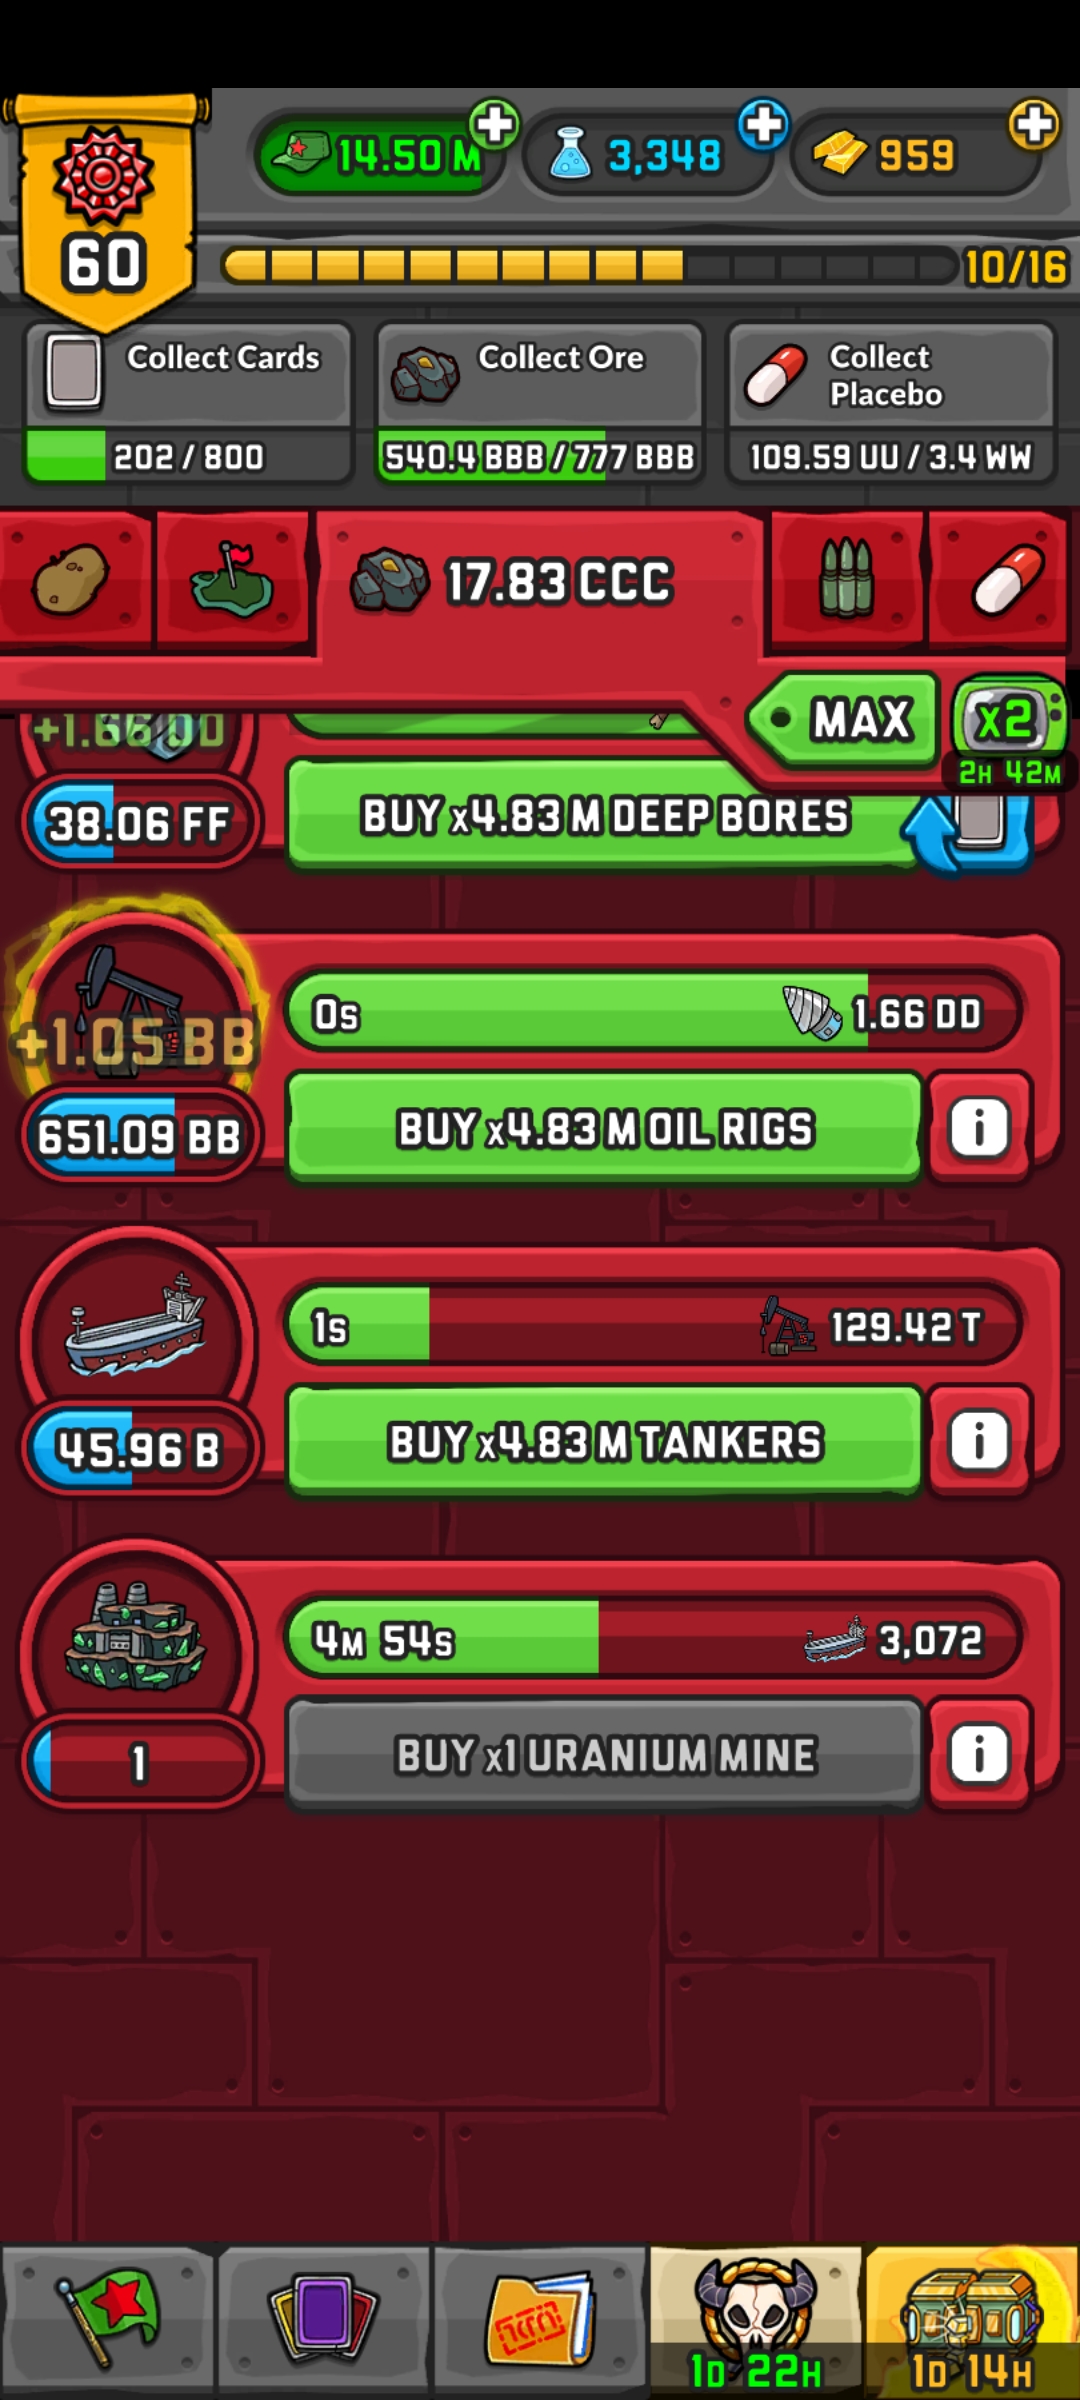 14.50 M
3,348
959
60
10/16
Collect Cards
202 / 800
Collect Ore
540.4 BBB / 777 BBB
Collect
Placebo
109.59 UU / 3.4 WW
17.83 CCC
MAX
x2
2H 42M
+1.66 DD
38.06 FF
BUY x4.83 M DEEP BORES
+1.05 BB
0s
1.66 DD
651.09 BB
BUY x4.83 M OIL RIGS
i
1s
129.42 T
45.96 B
BUY x4.83 M TANKERS
i
4M 54s
3,072
1
BUY x1 URANIUM MINE
i
1D 22H
1D 14H